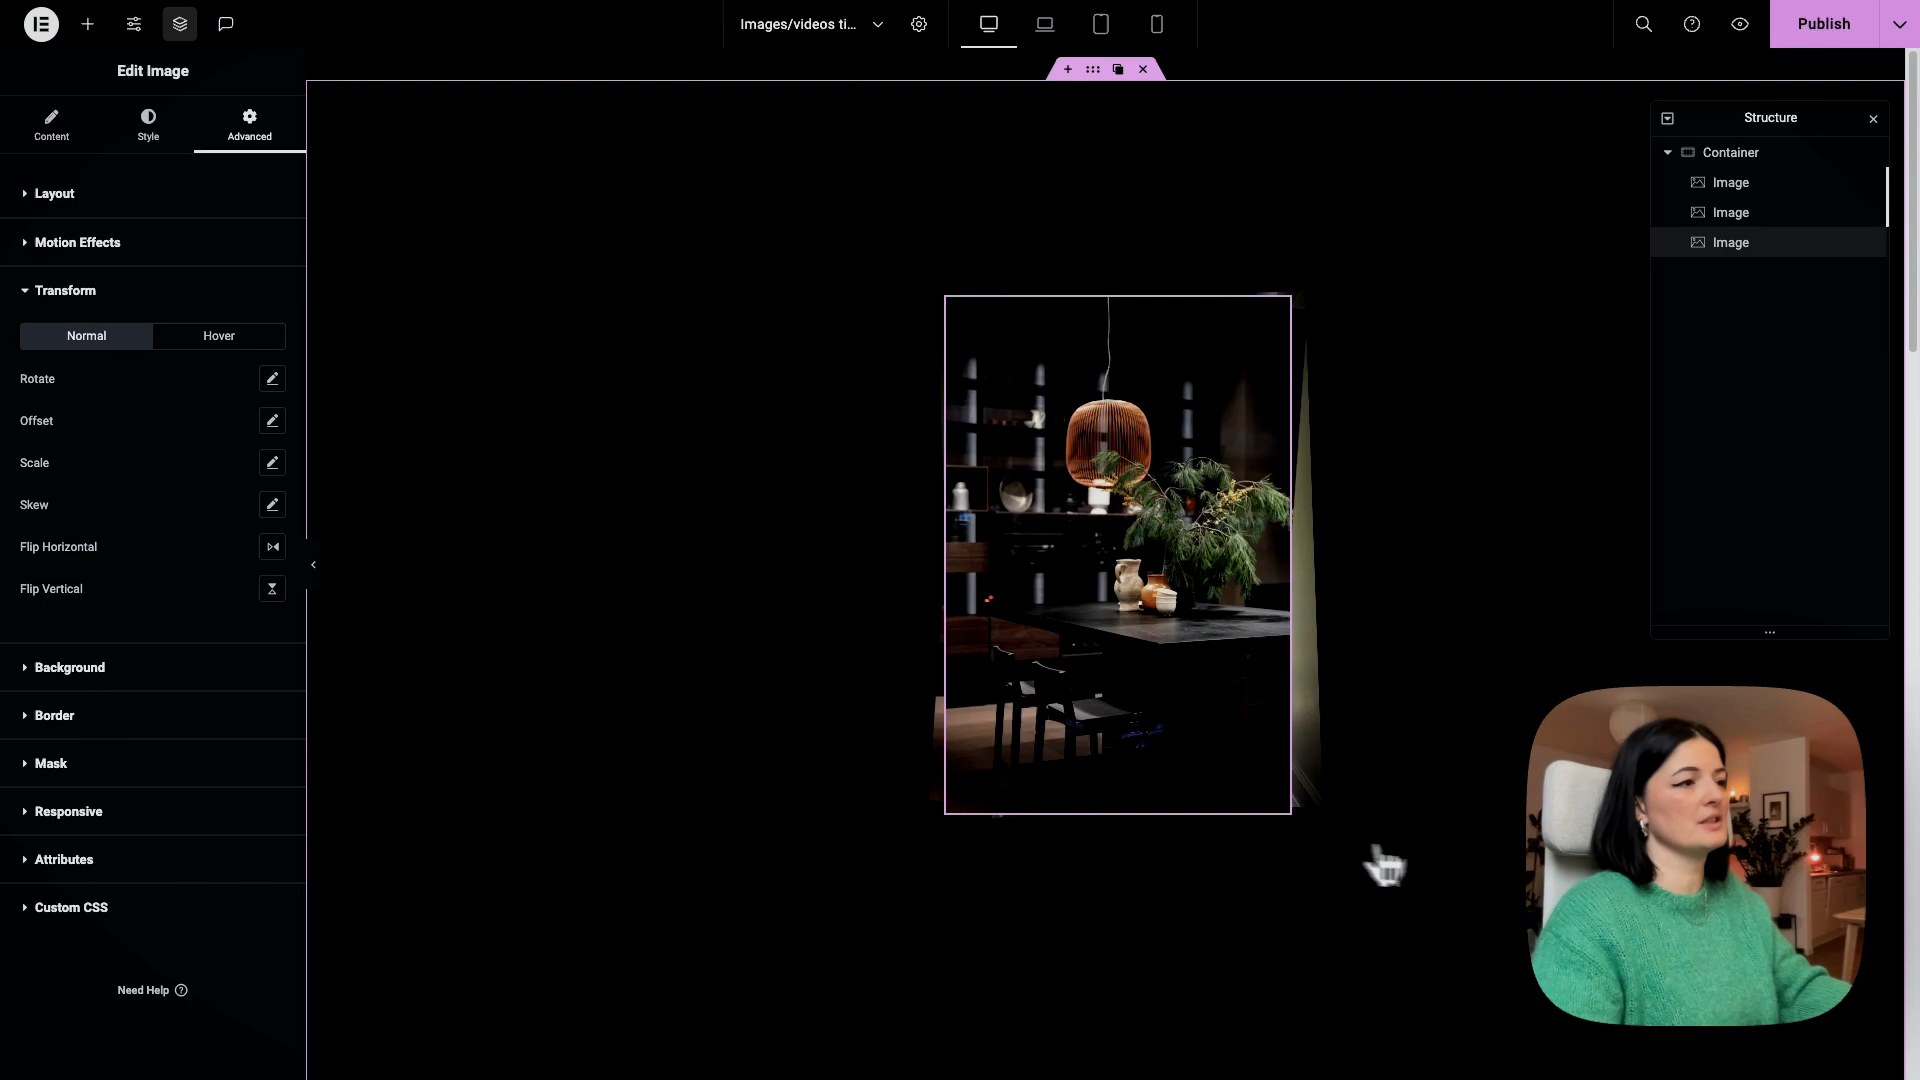 Images/videos ti...
Publish
Edit Image
Content
Style
Advanced
Layout
Motion Effects
Transform
Normal
Hover
Rotate
Offset
Scale
Skew
Flip Horizontal
Flip Vertical
Background
Border
Mask
Responsive
Attributes
Custom CSS
Need Help
Structure
Container
Image
Image
Image